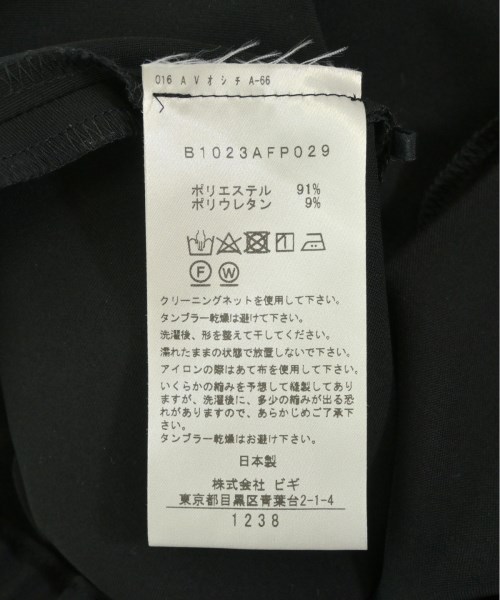 016 A V オシチ A-66
B1023AFP029
ポリエステル 91%
ポリウレタン 9%
F W
クリーニングネットを使用して下さい。
タンブラー乾燥は避けて下さい。
洗濯後、形を整えて干してください。
濡れたままの状態で放置しないで下さい。
アイロンの際はあて布を使用して下さい。
いくらかの縮みを予想して縫製してあり
ますが、洗濯後に、多少の縮みが出る恐
れがありますので、あらかじめご了承下
さい。
タンブラー乾燥はお避け下さい。
日本製
株式会社 ビギ
東京都目黒区青葉台2-1-4
1238